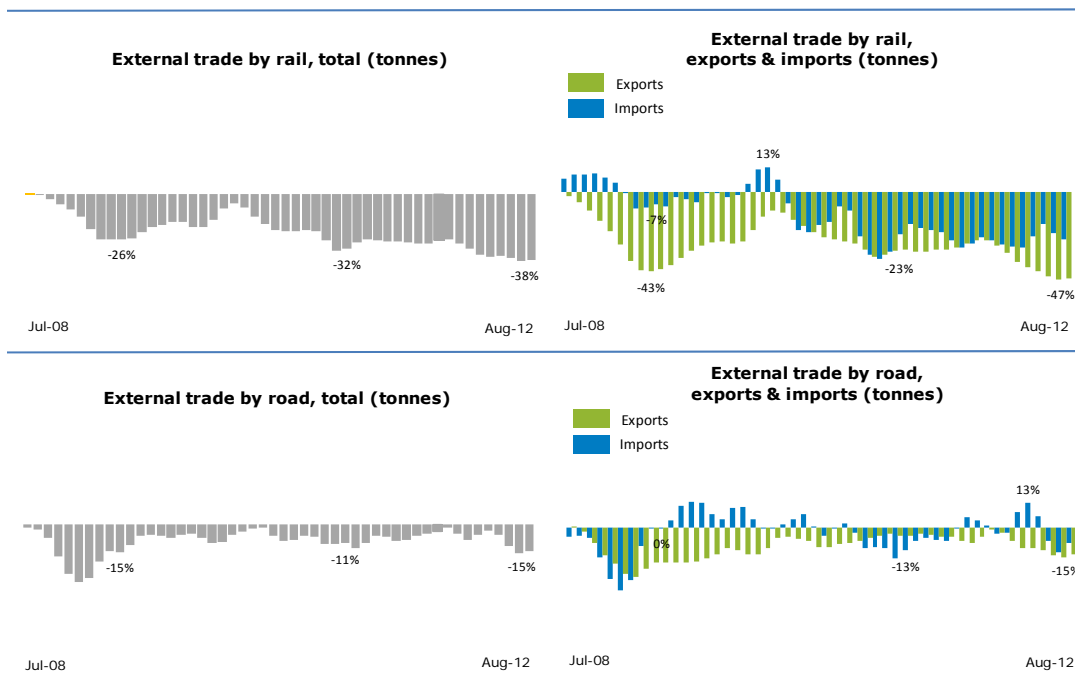 External trade by rail, total (tonnes)
-26%
-32%
-38%
Jul-08
Aug-12
External trade by rail,
exports & imports (tonnes)
Exports
Imports
13%
-7%
-23%
-43%
-47%
Jul-08
Aug-12
External trade by road, total (tonnes)
-15%
-11%
-15%
Jul-08
Aug-12
External trade by road,
exports & imports (tonnes)
Exports
Imports
13%
0%
-13%
-15%
Jul-08
Aug-12